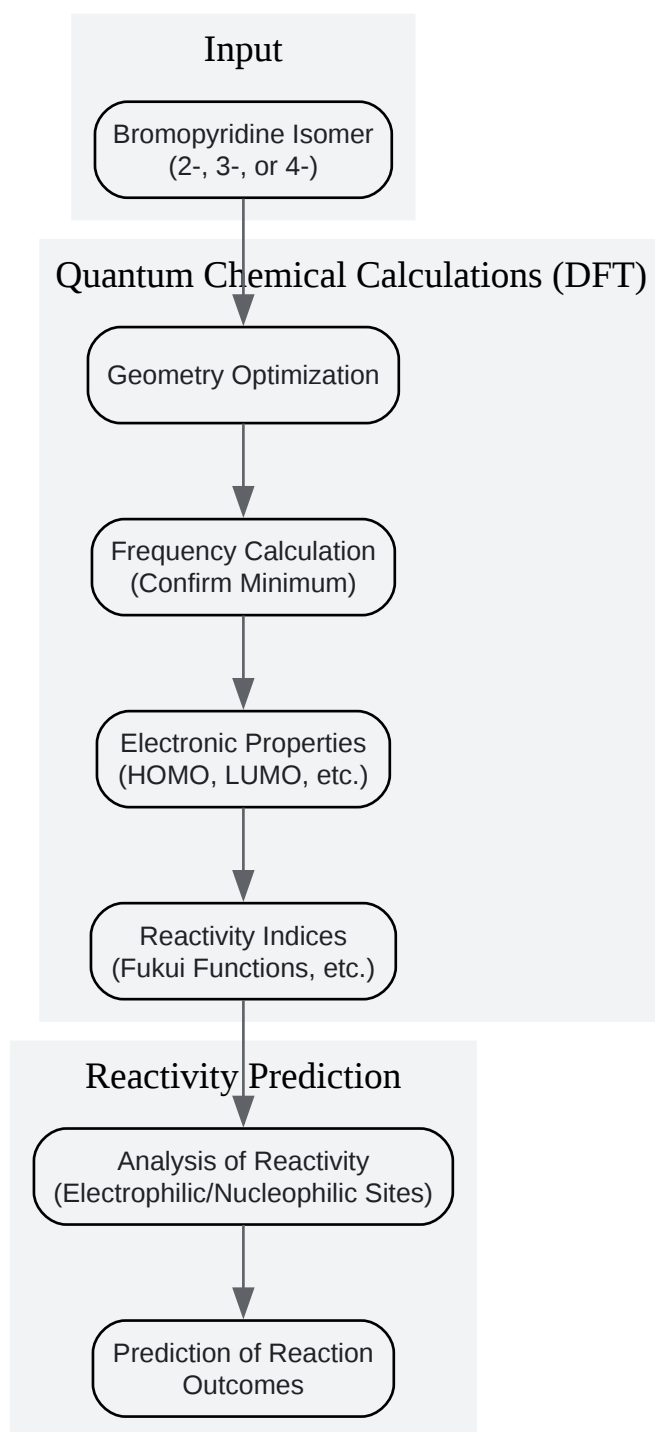 Input
Bromopyridine Isomer
(2-, 3-, or 4-)
Quantum Chemical Calculations (DFT)
Geometry Optimization
Frequency Calculation
(Confirm Minimum)
Electronic Properties
(HOMO, LUMO, etc.)
Reactivity Indices
(Fukui Functions, etc.)
Reactivity Prediction
Analysis of Reactivity
(Electrophilic/Nucleophilic Sites)
Prediction of Reaction
Outcomes